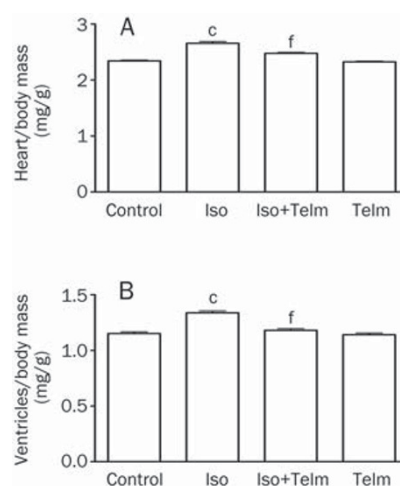 A
Heart/body mass
(mg/g)
3
2
1
0
c
f
Control Iso Iso+Telm Telm
B
Ventricles/body mass
(mg/g)
1.5
1.0
0.5
0.0
c
f
Control Iso Iso+Telm Telm